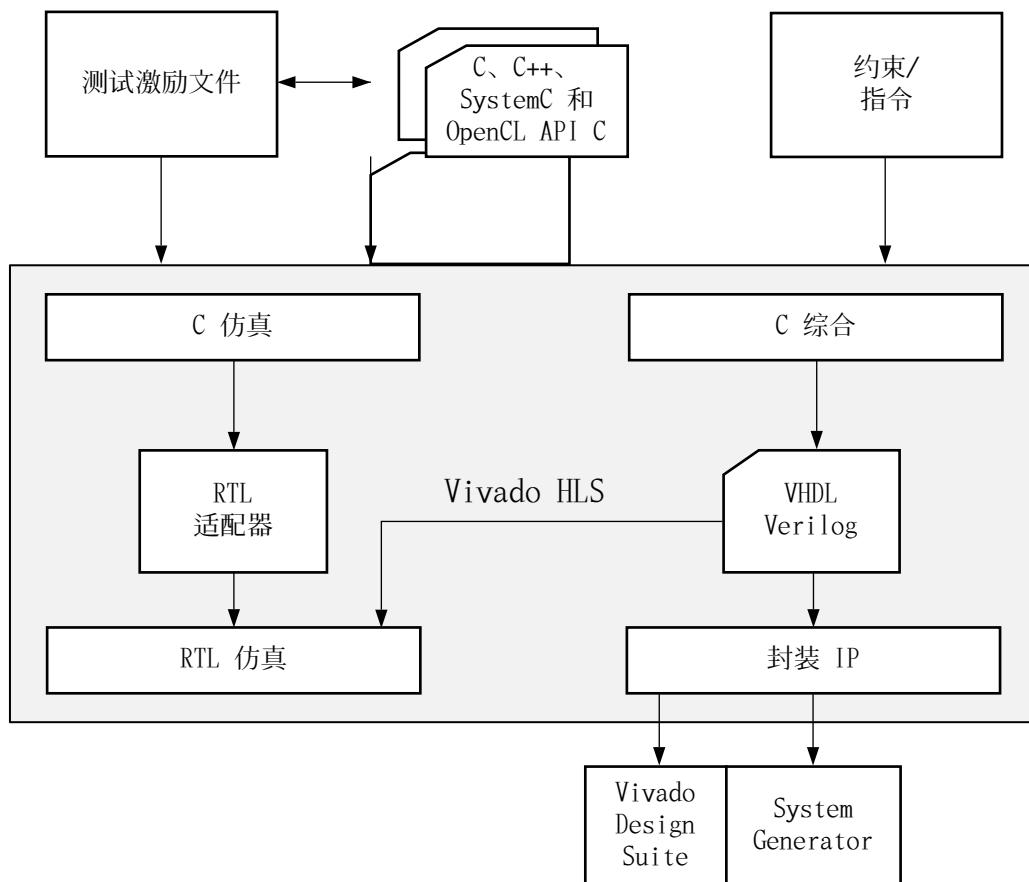 测试激励文件
C、C++、
SystemC 和
OpenCL API C
约束/
指令
C 仿真
C 综合
RTL
适配器
Vivado HLS
VHDL
Verilog
RTL 仿真
封装 IP
Vivado
Design
Suite
System
Generator